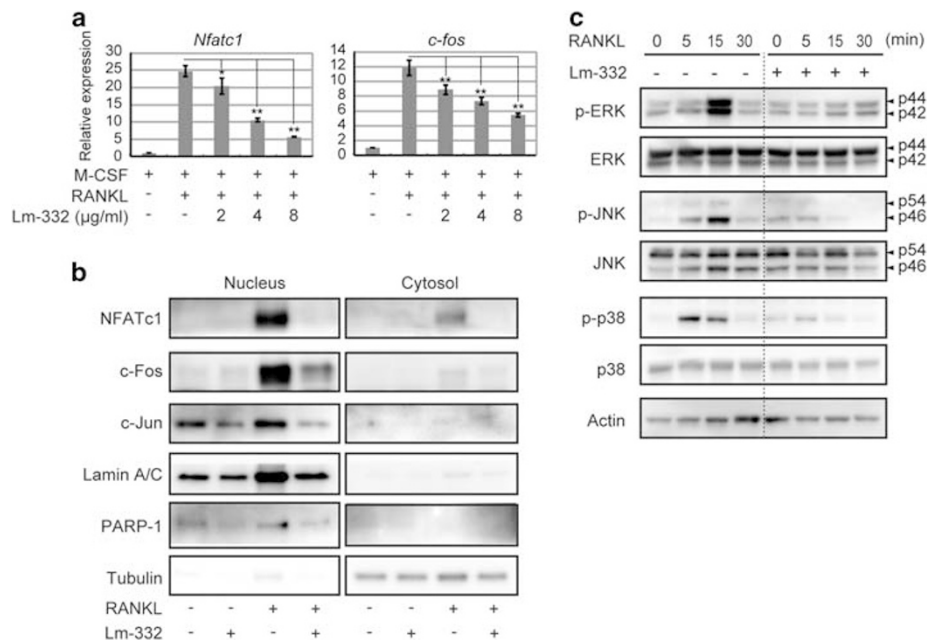 a
Nfatc1
Relative expression
30
25
20
15
10
5
0
*
**
**
c-fos
14
12
10
8
6
4
2
0
**
**
**
M-CSF + + + + + + + + + +
RANKL - + + + + - + + + +
Lm-332 (µg/ml) - - 2 4 8 - - 2 4 8
b
Nucleus Cytosol
NFATc1
c-Fos
c-Jun
Lamin A/C
PARP-1
Tubulin
RANKL - - + + - - + +
Lm-332 - + - + - + - +
c
RANKL 0 5 15 30 0 5 15 30 (min)
Lm-332 - - - - + + + +
p-ERK p44
p42
ERK p44
p42
p-JNK p54
p46
JNK p54
p46
p-p38
p38
Actin